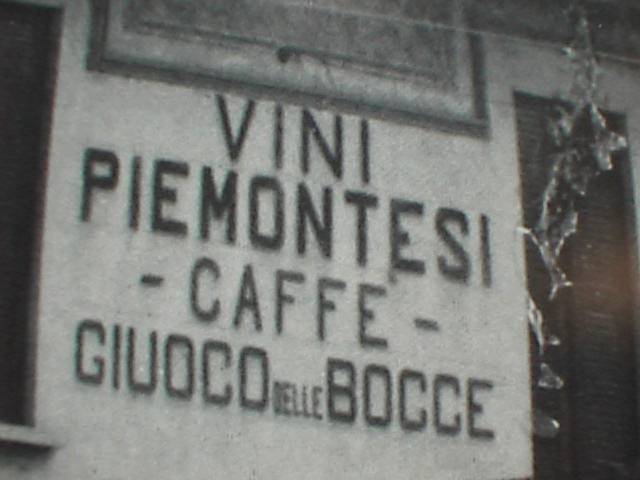 VINI
PIEMONTESI
- CAFFE -
GIUOCO DELLE BOCCE